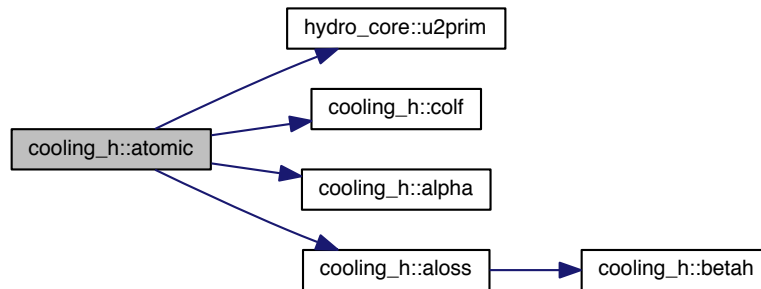 hydro_core::u2prim
cooling_h::colf
cooling_h::atomic
cooling_h::alpha
cooling_h::aloss
cooling_h::betah